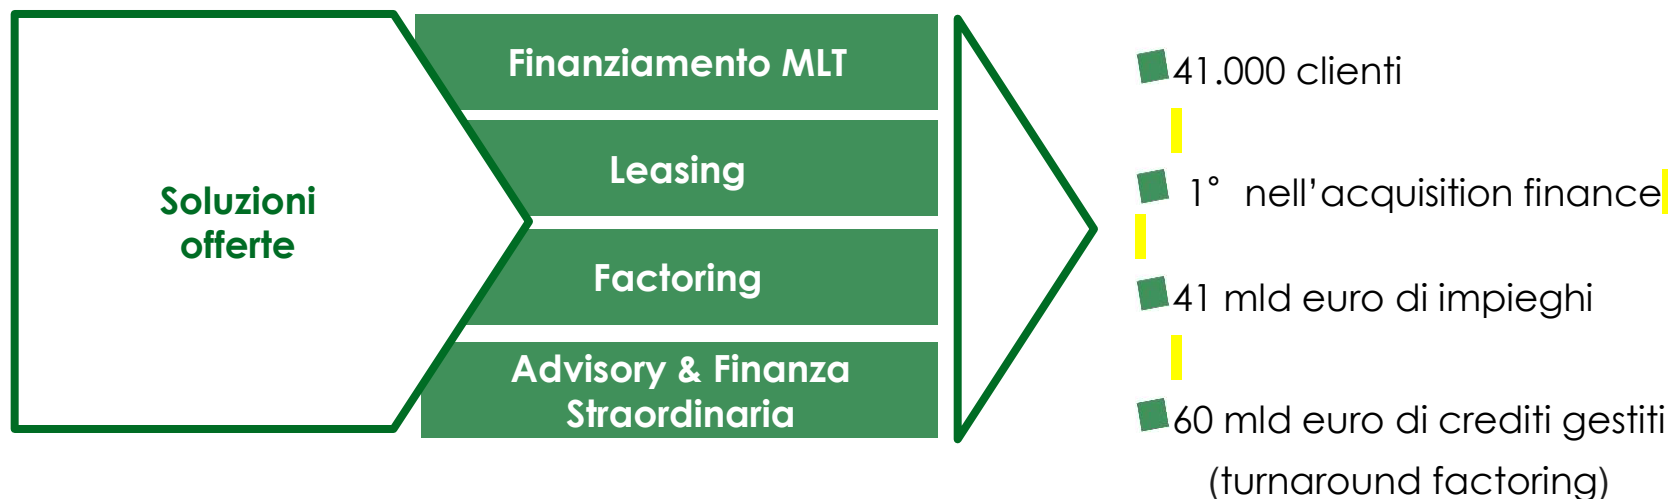 Soluzioni
offerte
Finanziamento MLT
Leasing
Factoring
Advisory & Finanza
Straordinaria
41.000 clienti
1° nell’acquisition finance
41 mld euro di impieghi
60 mld euro di crediti gestiti
(turnaround factoring)